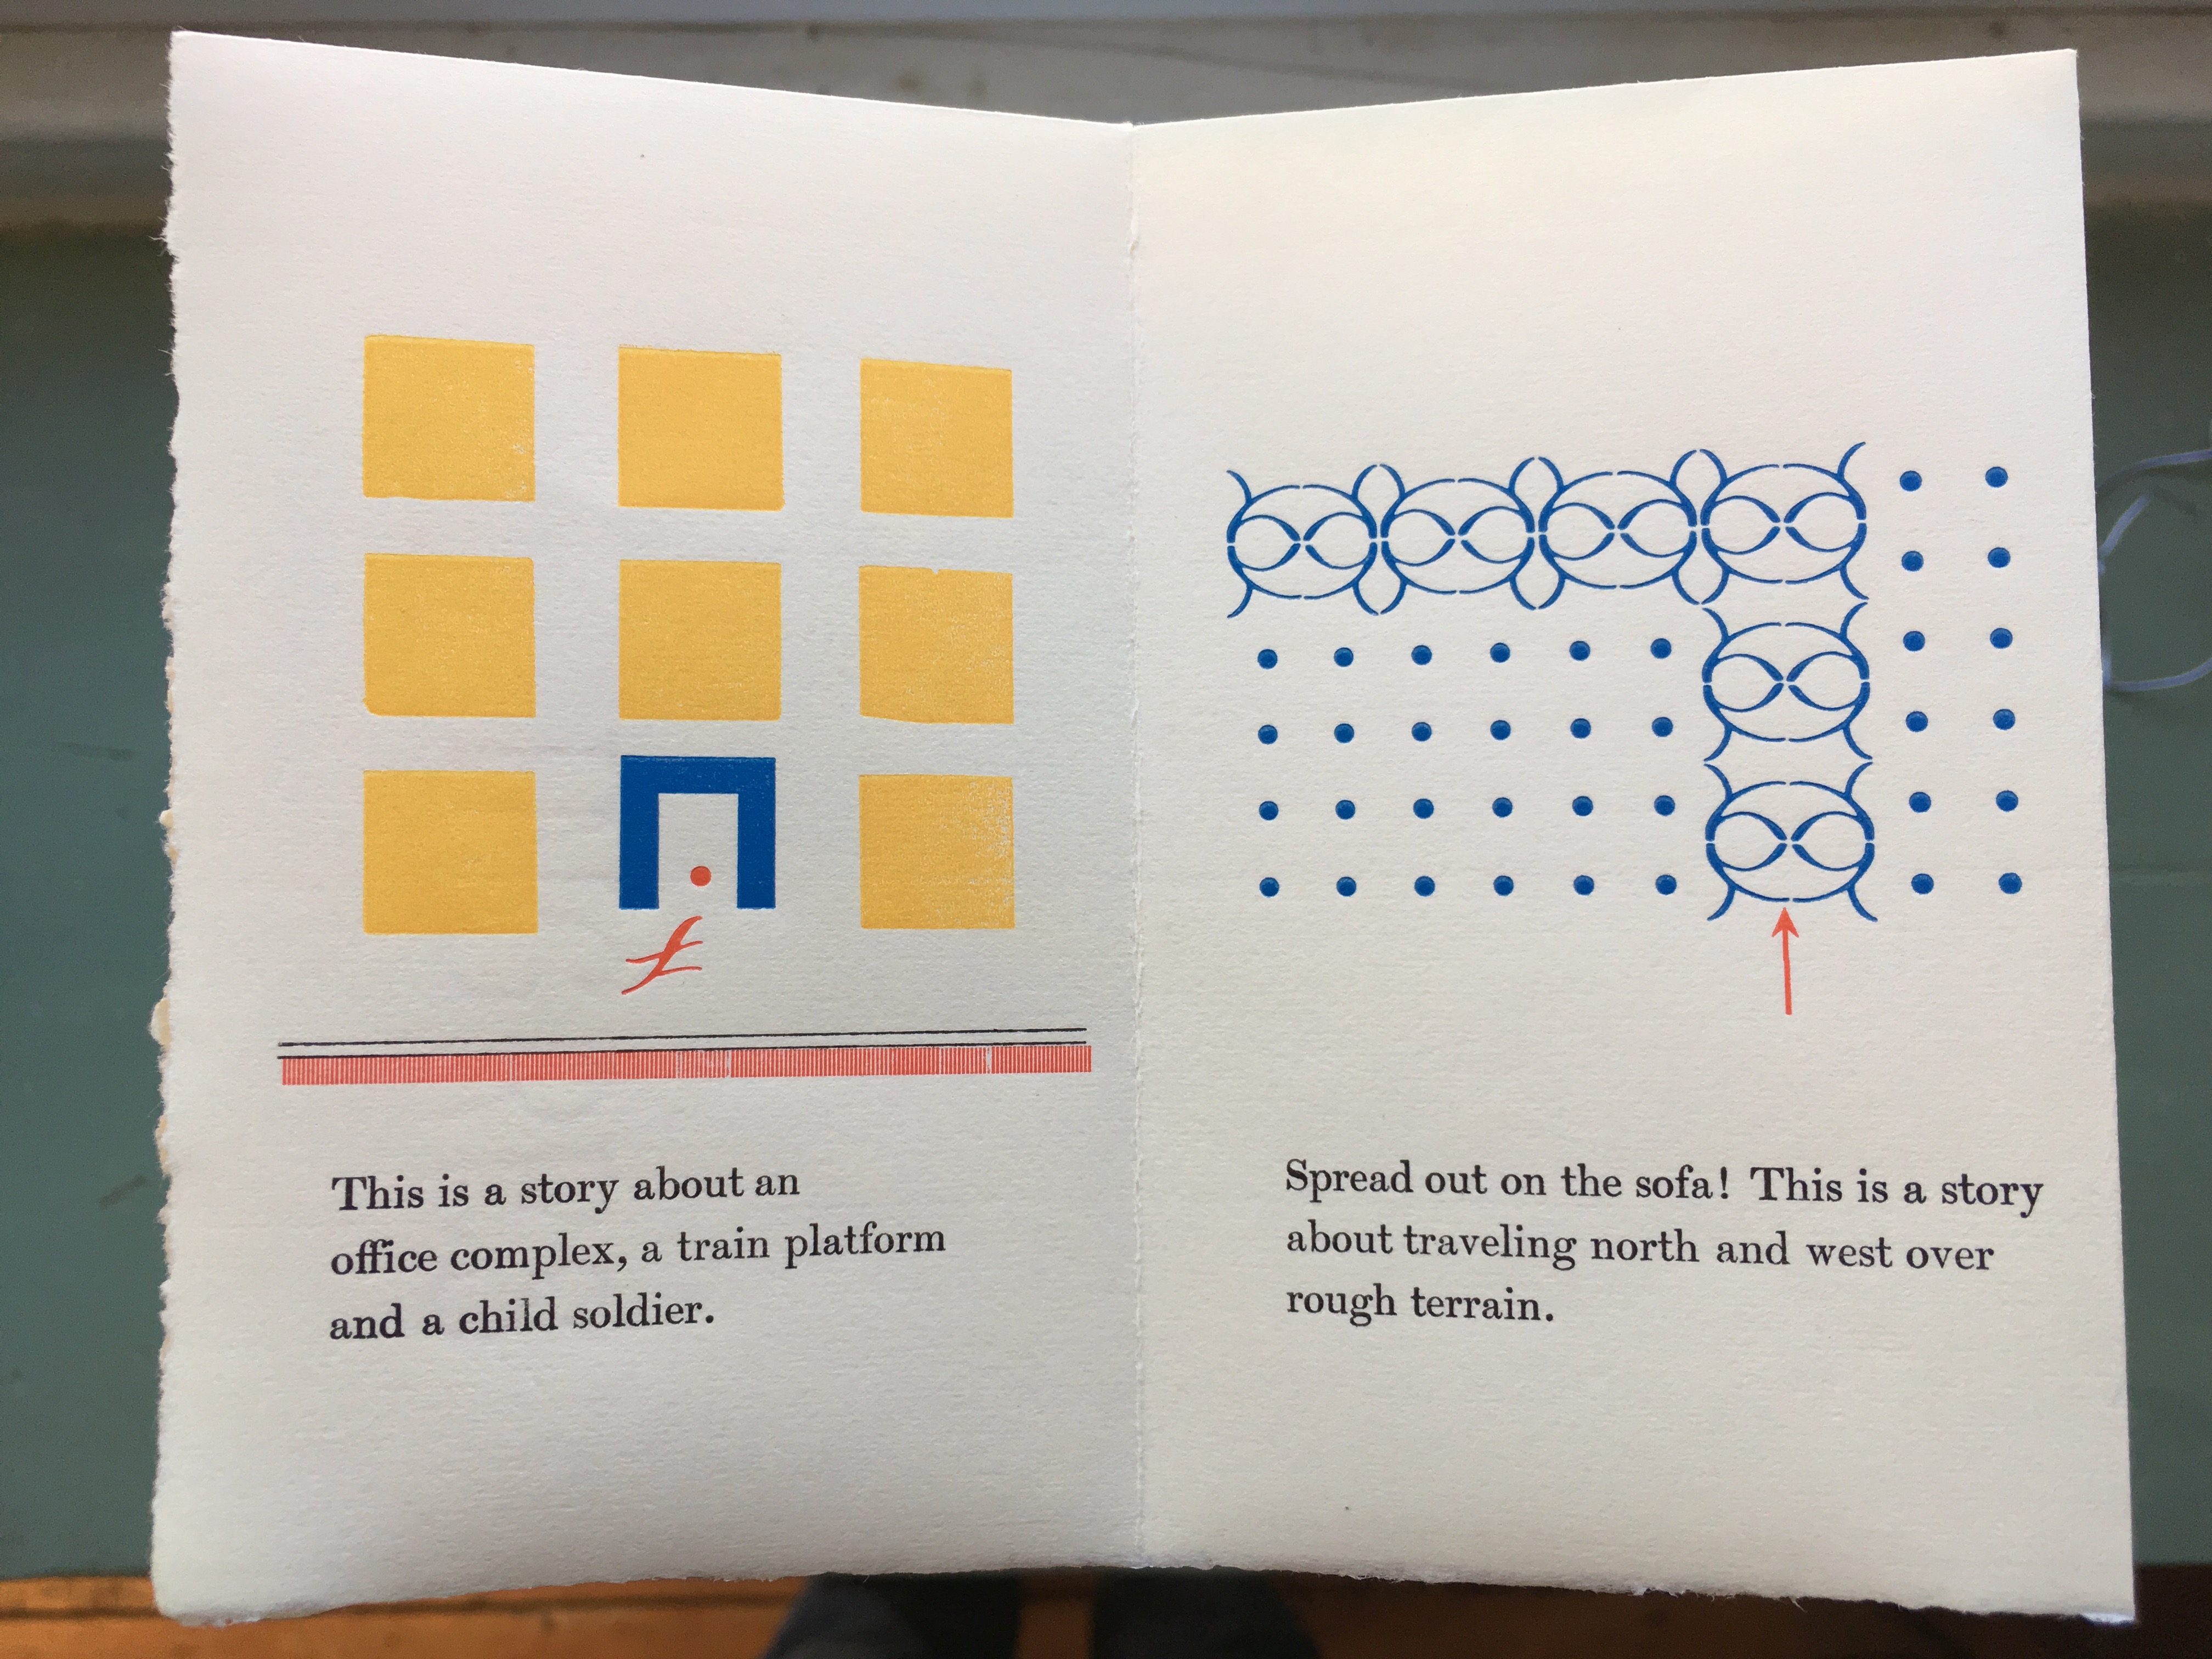 This is a story about an
office complex, a train platform
and a child soldier.
Spread out on the sofa! This is a story
about traveling north and west over
rough terrain.